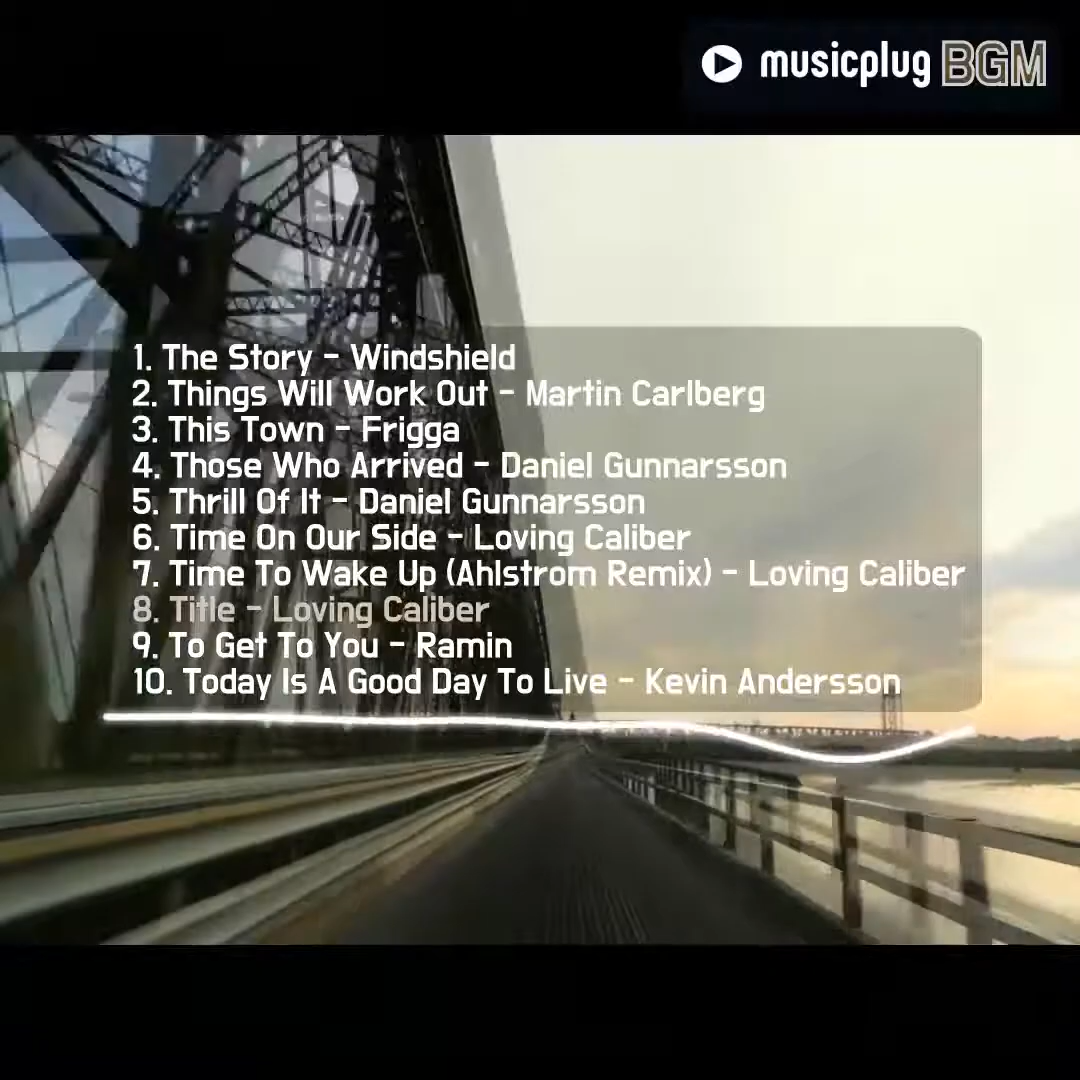 musicplug BGM
1. The Story - Windshield
2. Things Will Work Out - Martin Carlberg
3. This Town - Frigga
4. Those Who Arrived - Daniel Gunnarsson
5. Thrill Of It - Daniel Gunnarsson
6. Time On Our Side - Loving Caliber
7. Time To Wake Up (Ahlstrom Remix) - Loving Caliber
8. Title - Loving Caliber
9. To Get To You - Ramin
10. Today Is A Good Day To Live - Kevin Andersson